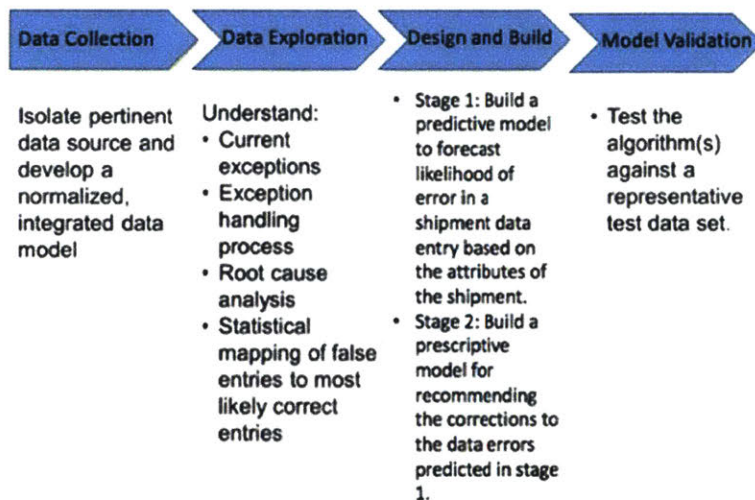 Data Collection
Data Exploration
Design and Build
Model Validation
Isolate pertinent
data source and
develop a
normalized,
integrated data
model
Understand:
• Current
exceptions
• Exception
handling
process
• Root cause
analysis
• Statistical
mapping of false
entries to most
likely correct
entries
• Stage 1: Build a
predictive model
to forecast
likelihood of
error in a
shipment data
entry based on
the attributes of
the shipment.
• Stage 2: Build a
prescriptive
model for
recommending
the corrections to
the data errors
predicted in stage
1.
• Test the
algorithm(s)
against a
representative
test data set.